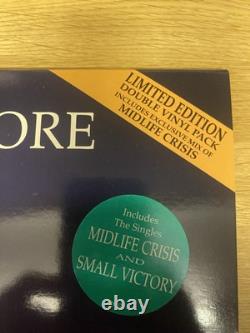 LIMITED EDITION
DOUBLE VINYL PACK
INCLUDES EXCLUSIVE MIX OF
MIDLIFE CRISIS
ORE
Includes
The Singles
MIDLIFE CRISIS
AND
SMALL VICTORY
ebay